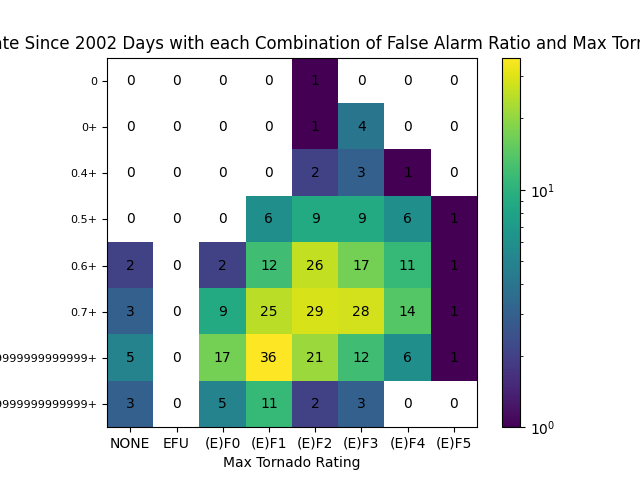 Since 2002 Days with each Combination of False Alarm Ratio and Max
0 0 0 0 0 1 0 0 0
0+ 0 0 0 0 1 4 0 0
0.4+ 0 0 0 0 2 3 1 0
0.5+ 0 0 0 6 9 9 6 1
0.6+ 2 0 2 12 26 17 11 1
0.7+ 3 0 9 25 29 28 14 1
9999999999999+ 5 0 17 36 21 12 6 1
9999999999999+ 3 0 5 11 2 3 0 0
NONE EFU (E)F0 (E)F1 (E)F2 (E)F3 (E)F4 (E)F5
Max Tornado Rating
10¹
10⁰